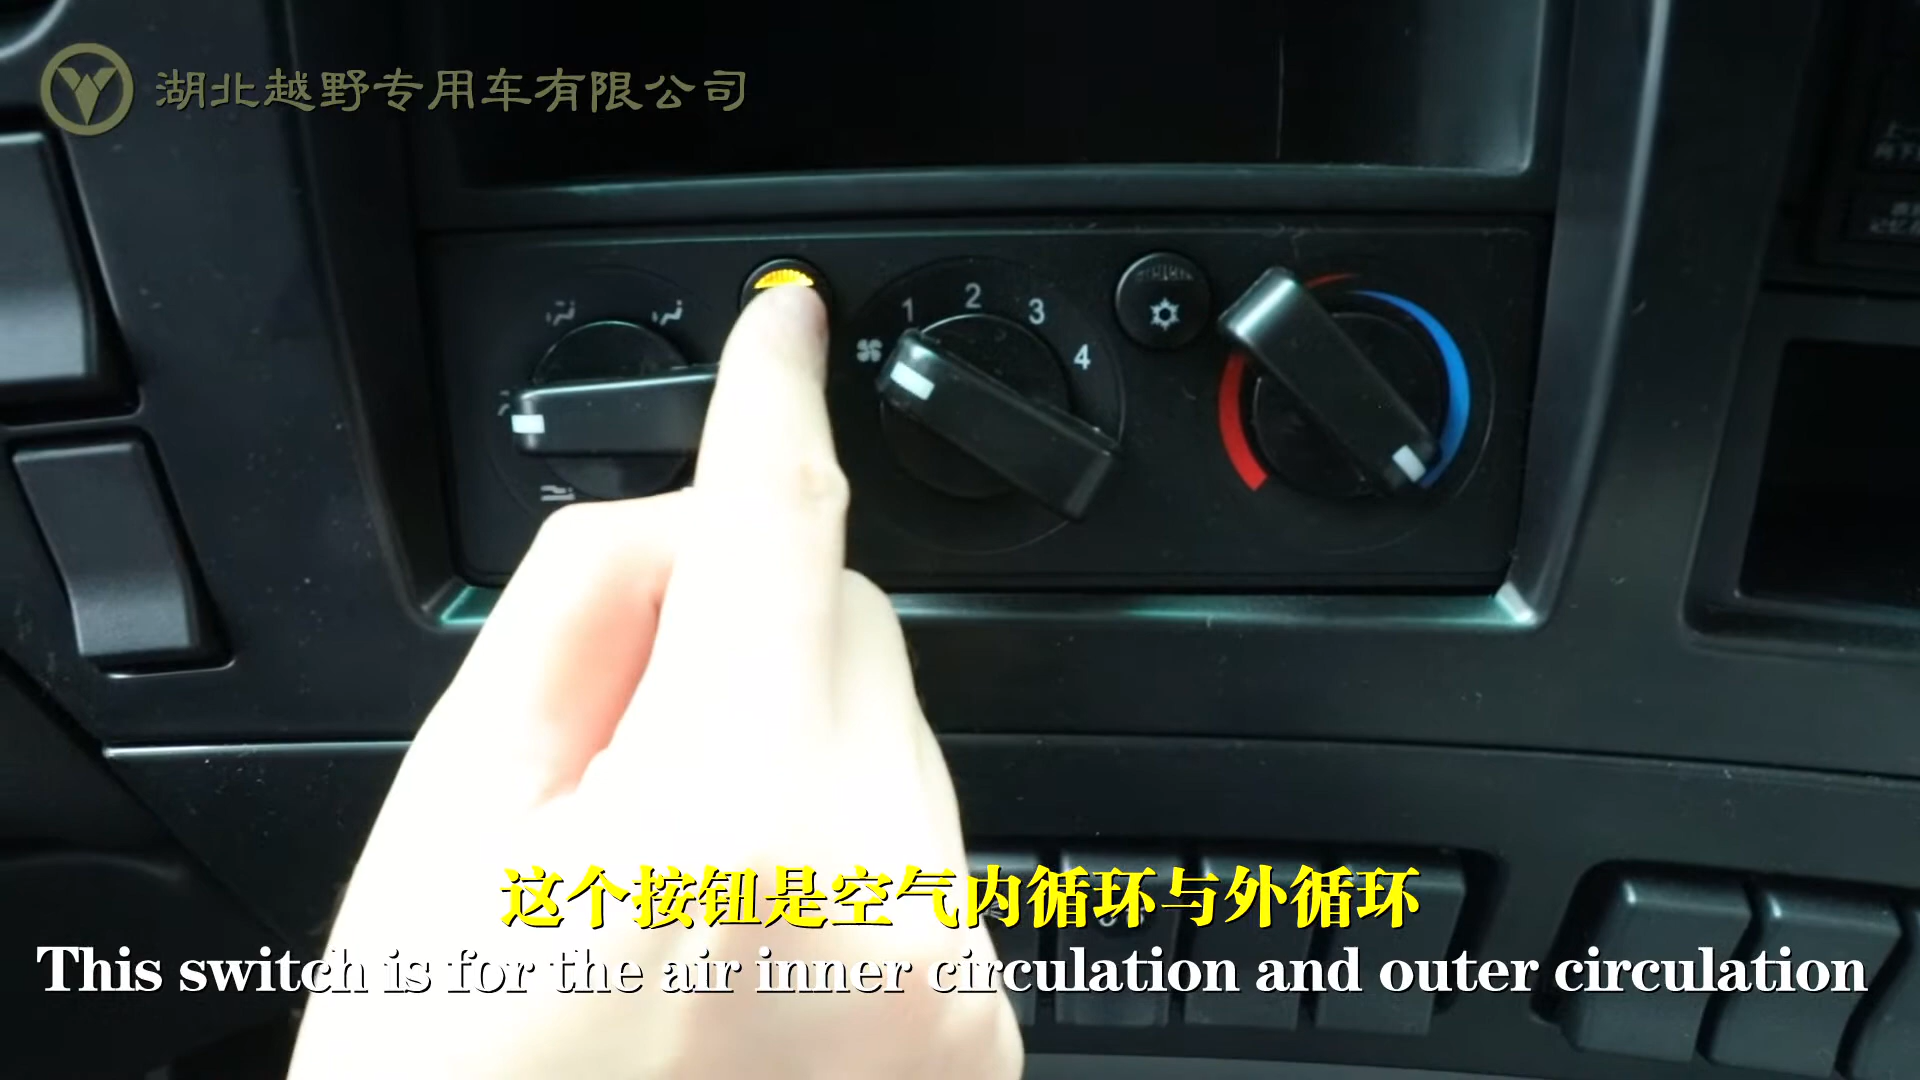 湖北越野专用车有限公司
1 2 3 4
这个按钮是空气内循环与外循环
This switch is for the air inner circulation and outer circulation